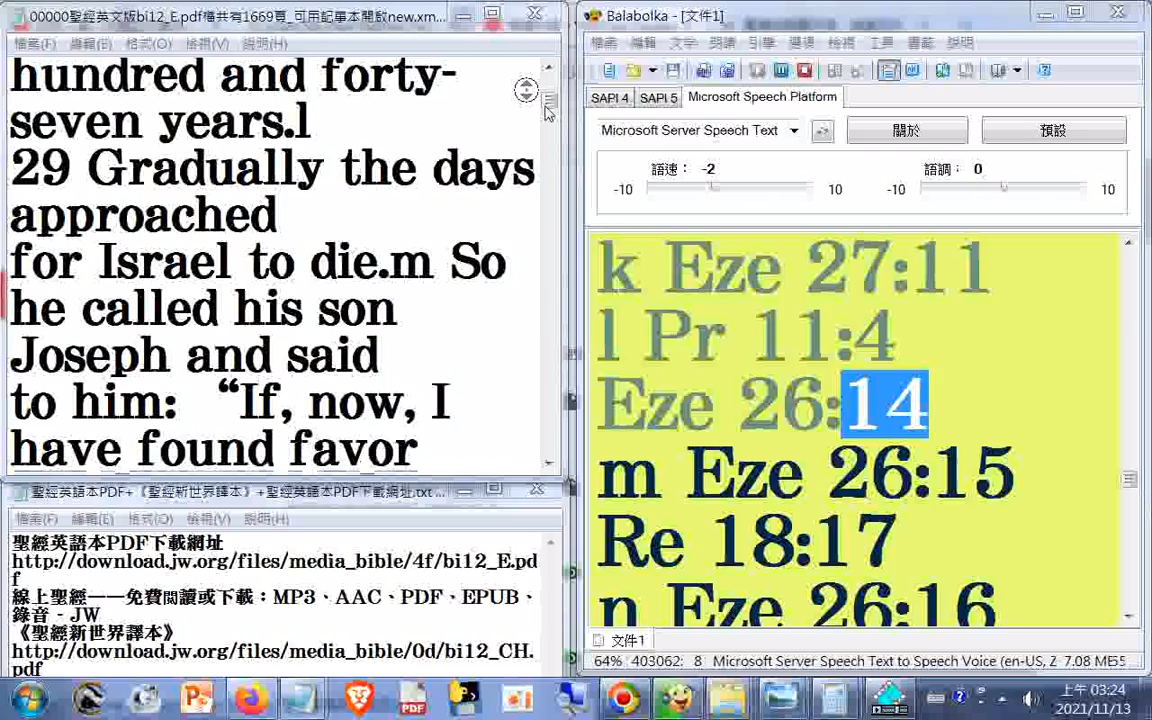 00000聖經英文版bi12_E.pdf檔共有1669頁_可用記事本開啟new.xm...
檔案(F) 編輯(E) 格式(O) 檢視(V) 說明(H)
hundred and forty-
seven years.l
29 Gradually the days
approached
for Israel to die.m So
he called his son
Joseph and said
to him: “If, now, I
have found favor
聖經英語本PDF+《聖經新世界譯本》+聖經英語本PDF下載網址.txt ...
檔案(F) 編輯(E) 格式(O) 檢視(V) 說明(H)
聖經英語本PDF下載網址
http://download.jw.org/files/media_bible/4f/bi12_E.pd
f
線上聖經——免費閱讀或下載：MP3、AAC、PDF、EPUB、
錄音 - JW
《聖經新世界譯本》
http://download.jw.org/files/media_bible/0d/bi12_CH.
pdf
Balabolka - [文件1]
檔案 編輯 文字 朗讀 引擎 選項 檢視 工具 書籤 說明
SAPI 4 SAPI 5 Microsoft Speech Platform
Microsoft Server Speech Text 關於 預設
語速： -2 語調： 0
-10 10 -10 10
k Eze 27:11
l Pr 11:4
Eze 26:14
m Eze 26:15
Re 18:17
n Eze 26:16
文件1
64% 403062: 8 Microsoft Server Speech Text to Speech Voice (en-US, Z 7.08 ME55
上午 03:24
2021/11/13